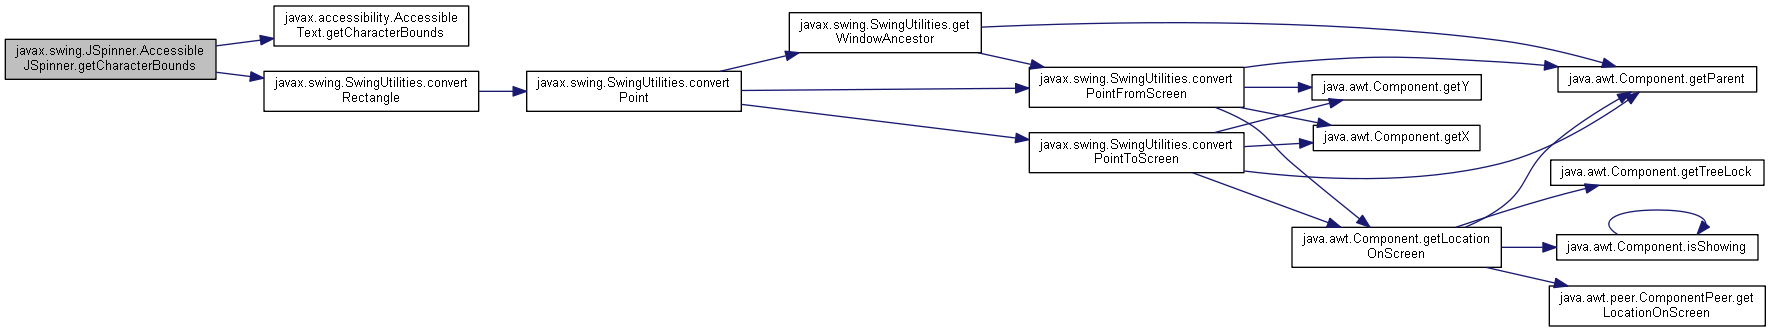 javax.swing.JSpinner.Accessible
JSpinner.getCharacterBounds
javax.accessibility.Accessible
Text.getCharacterBounds
javax.swing.SwingUtilities.convert
Rectangle
javax.swing.SwingUtilities.convert
Point
javax.swing.SwingUtilities.get
WindowAncestor
javax.swing.SwingUtilities.convert
PointFromScreen
javax.swing.SwingUtilities.convert
PointToScreen
java.awt.Component.getY
java.awt.Component.getX
java.awt.Component.getLocation
OnScreen
java.awt.Component.getParent
java.awt.Component.getTreeLock
java.awt.Component.isShowing
java.awt.peer.ComponentPeer.get
LocationOnScreen